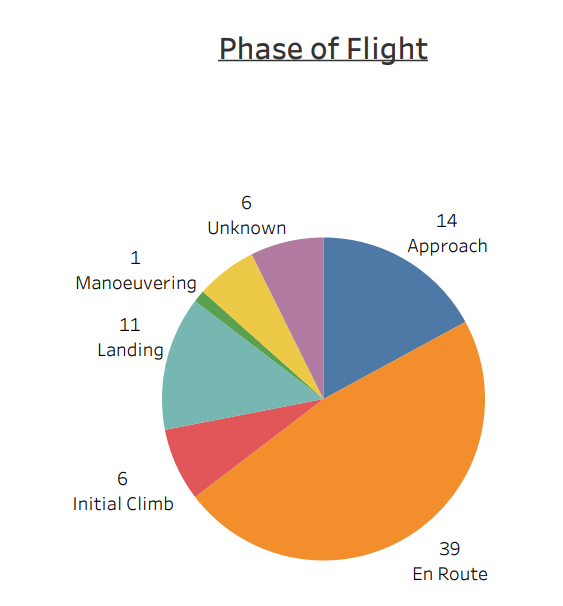 Phase of Flight
6
Unknown
14
Approach
1
Manoeuvering
11
Landing
6
Initial Climb
39
En Route